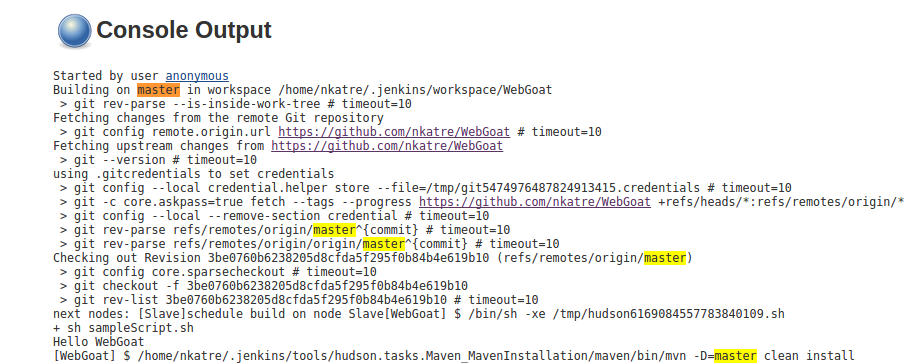 Console Output
Started by user anonymous
Building on master in workspace /home/nkatre/.jenkins/workspace/WebGoat
> git rev-parse --is-inside-work-tree # timeout=10
Fetching changes from the remote Git repository
> git config remote.origin.url https://github.com/nkatre/WebGoat # timeout=10
Fetching upstream changes from https://github.com/nkatre/WebGoat
> git --version # timeout=10
using .gitcredentials to set credentials
> git config --local credential.helper store --file=/tmp/git5474976487824913415.credentials # timeout=10
> git -c core.askpass=true fetch --tags --progress https://github.com/nkatre/WebGoat +refs/heads/*:refs/remotes/origin/*
> git config --local --remove-section credential # timeout=10
> git rev-parse refs/remotes/origin/master^{commit} # timeout=10
> git rev-parse refs/remotes/origin/origin/master^{commit} # timeout=10
Checking out Revision 3be0760b6238205d8cfda5f295f0b84b4e619b10 (refs/remotes/origin/master)
> git config core.sparsecheckout # timeout=10
> git checkout -f 3be0760b6238205d8cfda5f295f0b84b4e619b10
> git rev-list 3be0760b6238205d8cfda5f295f0b84b4e619b10 # timeout=10
next nodes: [Slave]schedule build on node Slave[WebGoat] $ /bin/sh -xe /tmp/hudson6169084557783840109.sh
+ sh sampleScript.sh
Hello WebGoat
[WebGoat] $ /home/nkatre/.jenkins/tools/hudson.tasks.Maven_MavenInstallation/maven/bin/mvn -D=master clean install